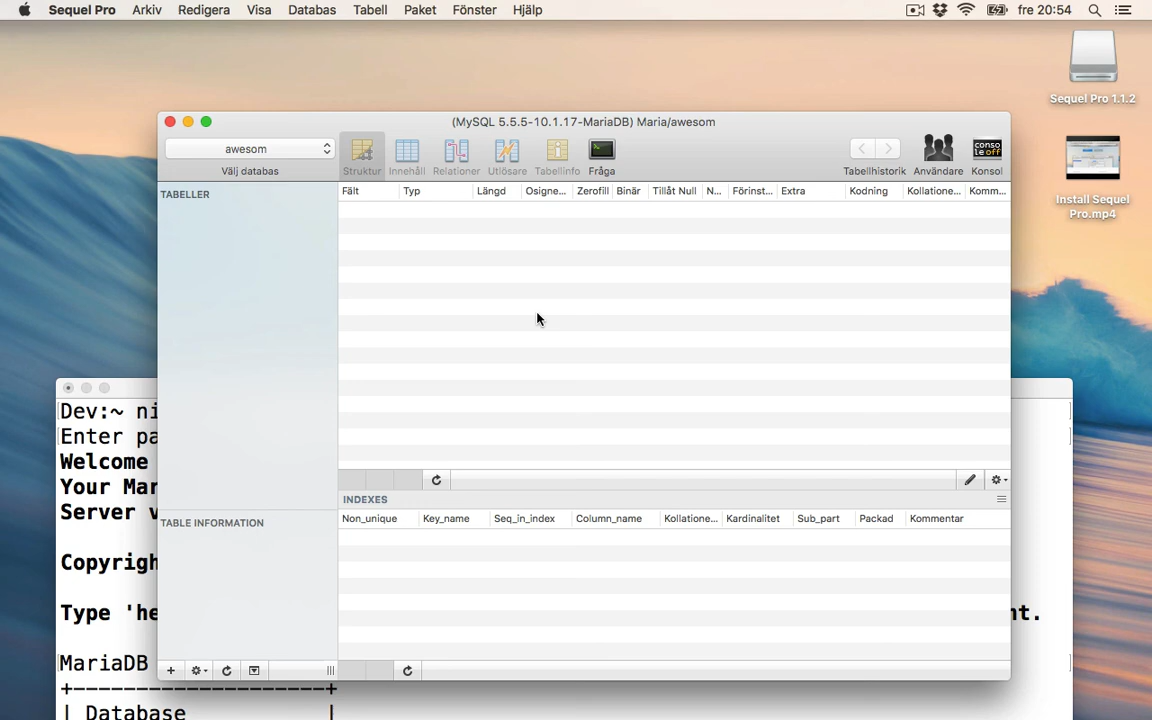 Sequel Pro Arkiv Redigera Visa Databas Tabell Paket Fönster Hjälp fre 20:54
Sequel Pro 1.1.2
Install Sequel
Pro.mp4
(MySQL 5.5.5-10.1.17-MariaDB) Maria/awesom
awesom
Välj databas
Struktur Innehåll Relationer Utlösare Tabellinfo Fråga
conso
le off
Tabellhistorik Användare Konsol
TABELLER
Fält Typ Längd Osigne... Zerofill Binär Tillåt Null N... Förinst... Extra Kodning Kollatione... Komm...
INDEXES
Non_unique Key_name Seq_in_index Column_name Kollatione... Kardinalitet Sub_part Packad Kommentar
TABLE INFORMATION
Dev:~ ni
Enter pa
Welcome
Your Mar
Server v
Copyrigh
Type 'he nt.
MariaDB
+--------------------+
| Database |